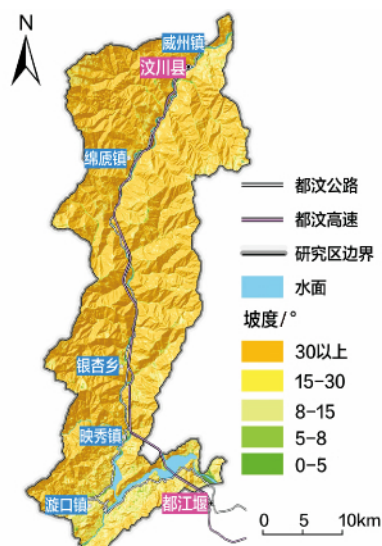 N
威州镇
汶川县
绵虒镇
都汶公路
都汶高速
研究区边界
水面
坡度/°
30以上
15-30
8-15
5-8
0-5
银杏乡
映秀镇
漩口镇
都江堰
0 5 10km